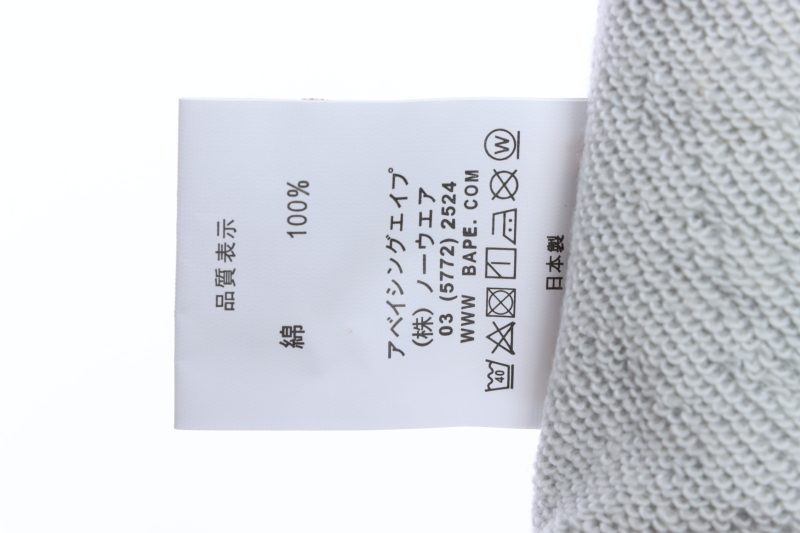 品質表示
綿 100%
アベイシングエイプ
(株) ノーウエア
03 (5772) 2524
WWW BAPE. COM
40 W
日本製